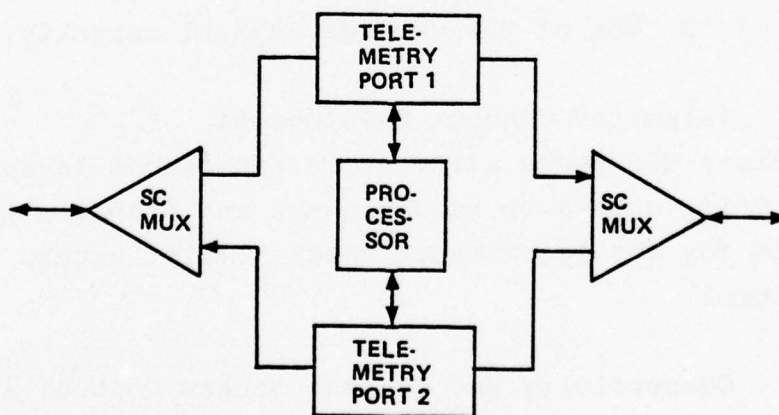 TELE-
METRY
PORT 1
SC
MUX
PRO-
CES-
SOR
SC
MUX
TELE-
METRY
PORT 2